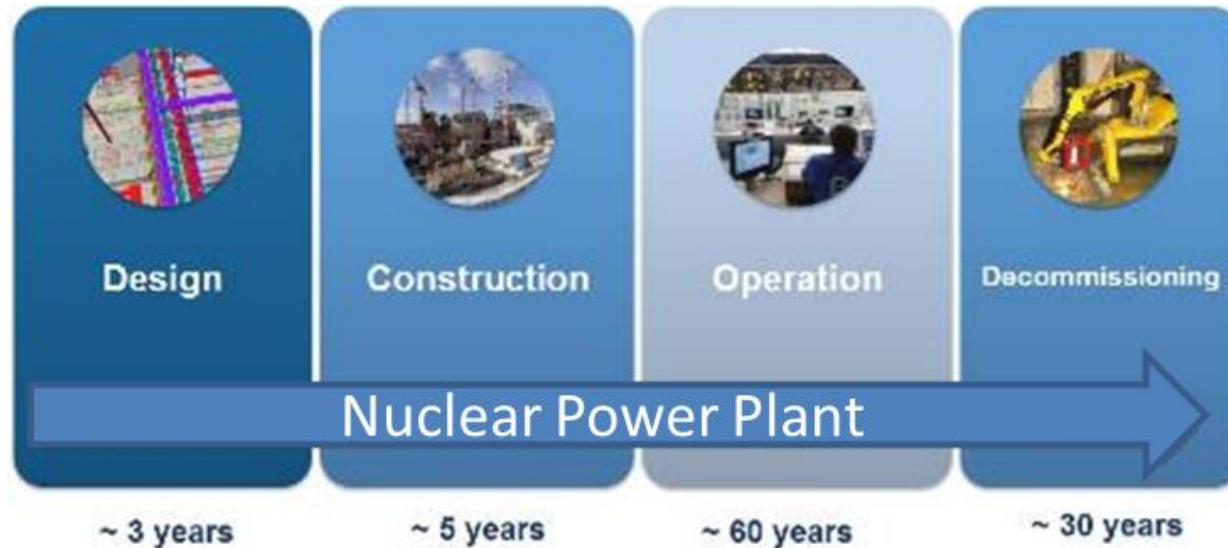 Design
Construction
Operation
Decommissioning
Nuclear Power Plant
~ 3 years
~ 5 years
~ 60 years
~ 30 years